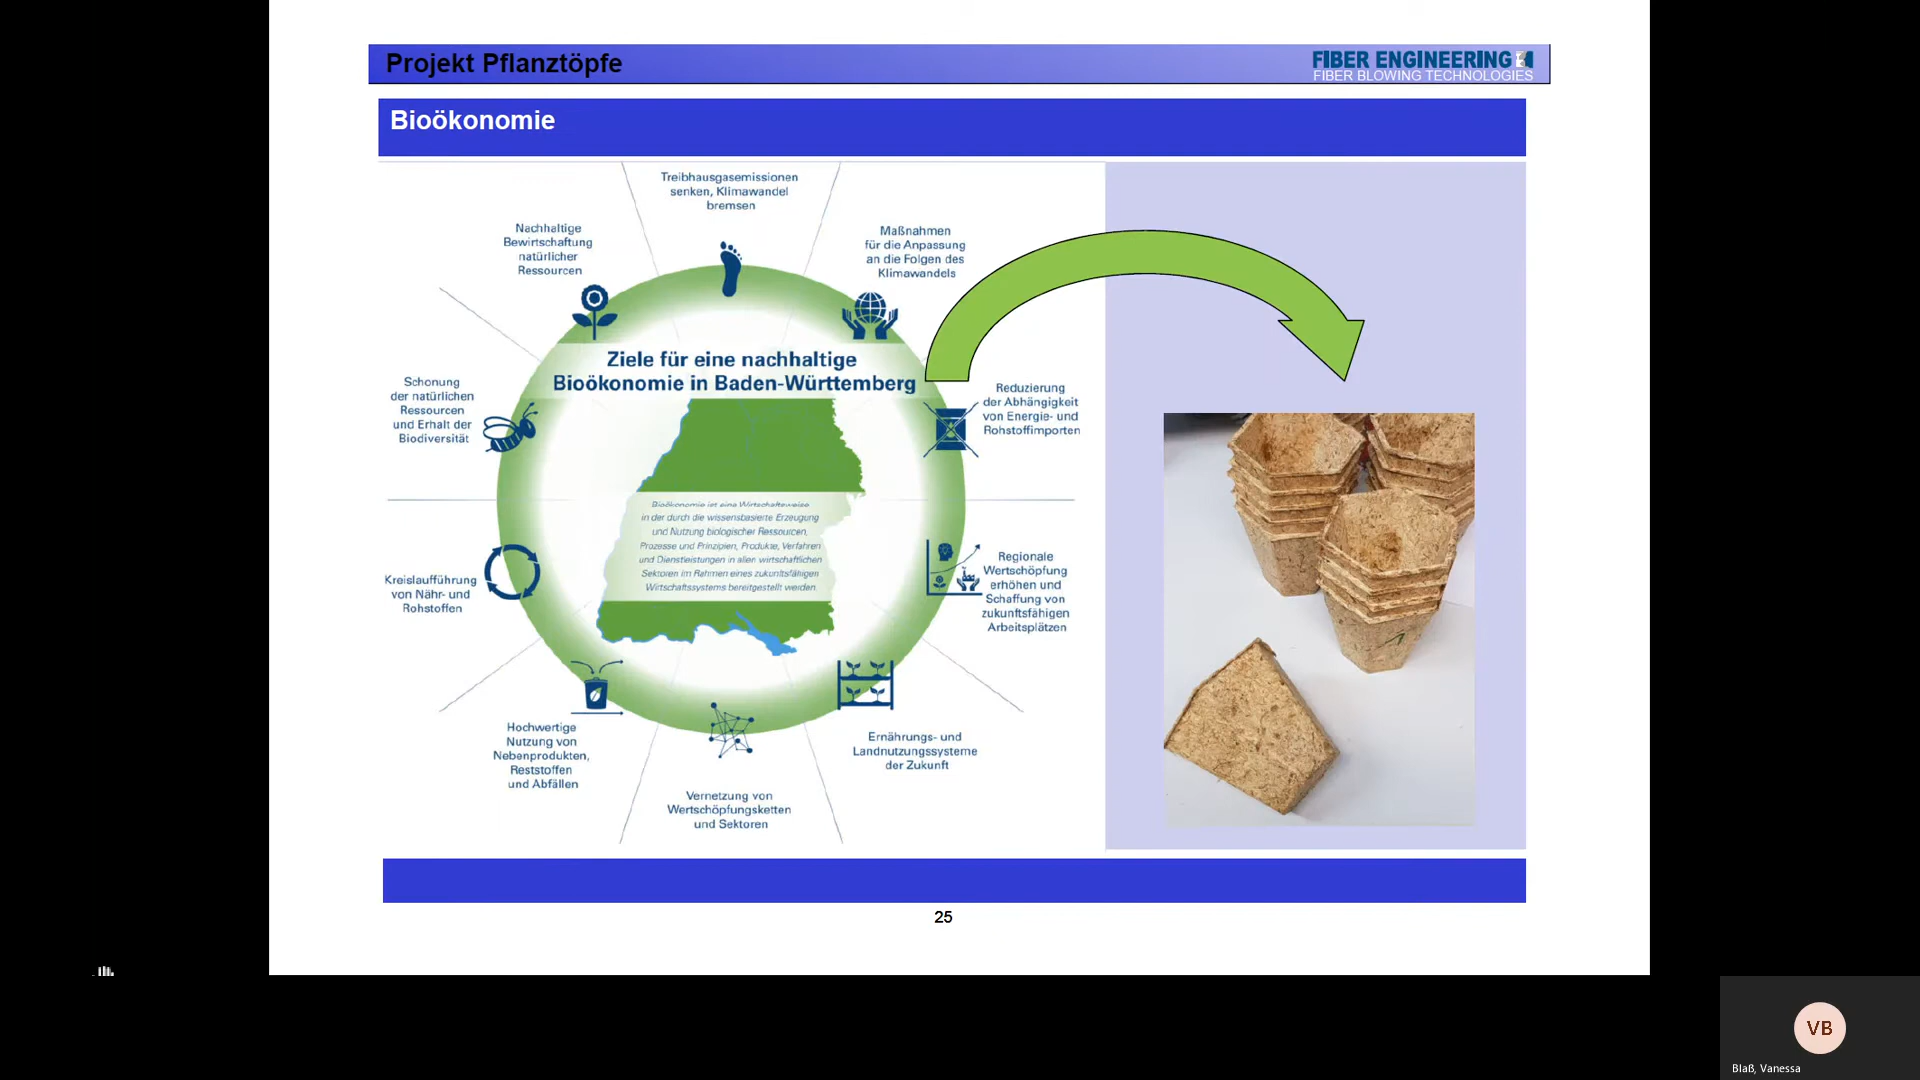 Projekt Pflanztöpfe
FIBER ENGINEERING
FIBER BLOWING TECHNOLOGIES
Bioökonomie
Treibhausgasemissionen
senken, Klimawandel
bremsen
Nachhaltige
Bewirtschaftung
natürlicher
Ressourcen
Maßnahmen
für die Anpassung
an die Folgen des
Klimawandels
Ziele für eine nachhaltige
Bioökonomie in Baden-Württemberg
Schonung
der natürlichen
Ressourcen
und Erhalt der
Biodiversität
Reduzierung
der Abhängigkeit
von Energie- und
Rohstoffimporten
Bioökonomie ist eine Wirtschaftsweise
in der durch die wissensbasierte Erzeugung
und Nutzung biologischer Ressourcen,
Prozesse und Prinzipien, Produkte, Verfahren
und Dienstleistungen in allen wirtschaftlichen
Sektoren im Rahmen eines zukunftsfähigen
Wirtschaftssystems bereitgestellt werden
Kreislaufführung
von Nähr- und
Rohstoffen
Regionale
Wertschöpfung
erhöhen und
Schaffung von
zukunftsfähigen
Arbeitsplätzen
Hochwertige
Nutzung von
Nebenprodukten,
Reststoffen
und Abfällen
Vernetzung von
Wertschöpfungsketten
und Sektoren
Ernährungs- und
Landnutzungssysteme
der Zukunft
25
VB
Blaß, Vanessa